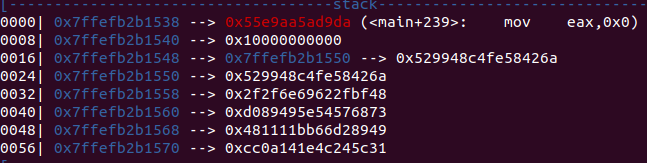 [------------------------------------stack-------------------------------------
0000| 0x7ffefb2b1538 --> 0x55e9aa5ad9da (<main+239>: mov eax,0x0)
0008| 0x7ffefb2b1540 --> 0x10000000000
0016| 0x7ffefb2b1548 --> 0x7ffefb2b1550 --> 0x529948c4fe58426a
0024| 0x7ffefb2b1550 --> 0x529948c4fe58426a
0032| 0x7ffefb2b1558 --> 0x2f2f6e69622fbf48
0040| 0x7ffefb2b1560 --> 0xd089495e54576873
0048| 0x7ffefb2b1568 --> 0x481111bb66d28949
0056| 0x7ffefb2b1570 --> 0xcc0a141e4c245c31